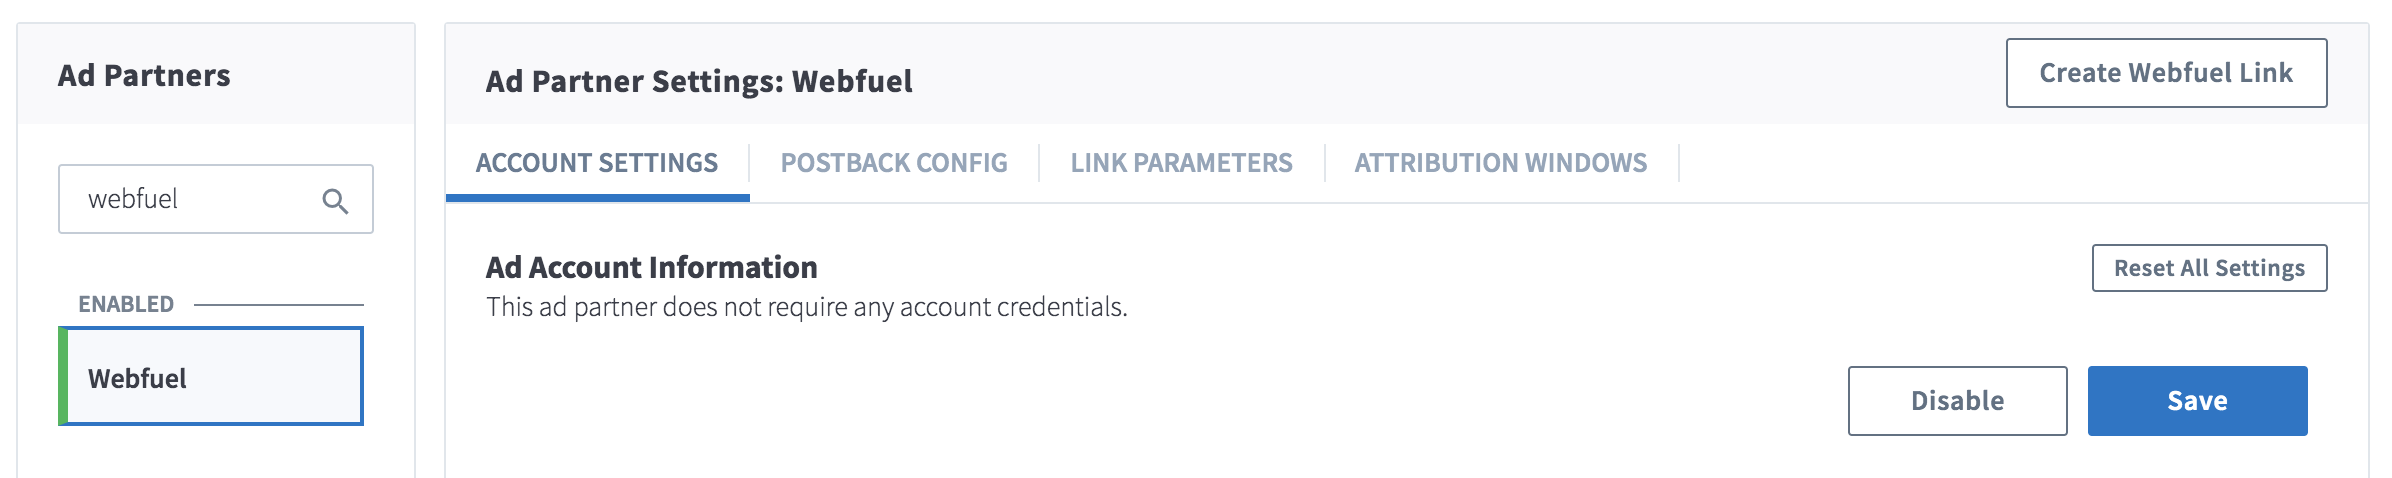 Ad Partners
webfuel
ENABLED
Webfuel
Ad Partner Settings: Webfuel
Create Webfuel Link
ACCOUNT SETTINGS
POSTBACK CONFIG
LINK PARAMETERS
ATTRIBUTION WINDOWS
Ad Account Information
Reset All Settings
This ad partner does not require any account credentials.
Disable
Save